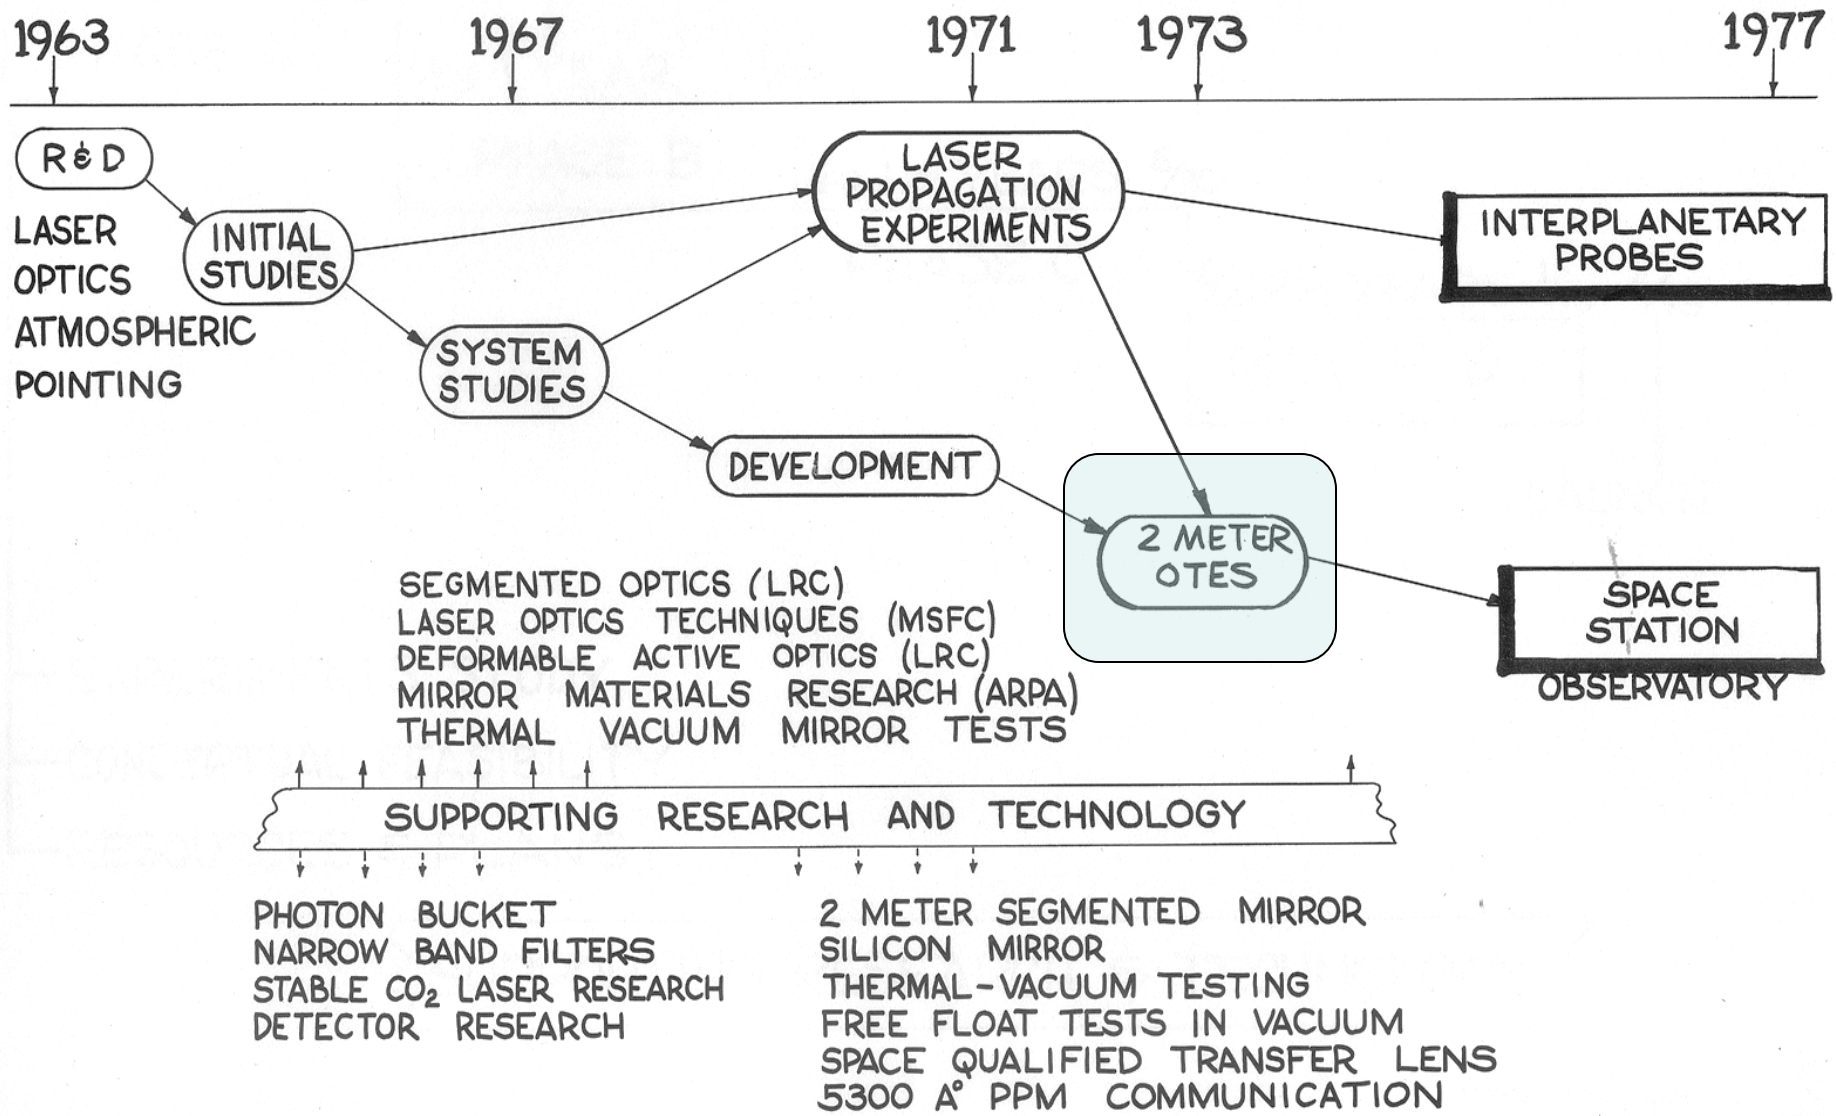 1963 1967 1971 1973 1977
R & D
LASER
OPTICS
ATMOSPHERIC
POINTING
INITIAL
STUDIES
SYSTEM
STUDIES
DEVELOPMENT
LASER
PROPAGATION
EXPERIMENTS
2 METER
OTES
INTERPLANETARY
PROBES
SPACE
STATION
OBSERVATORY
SEGMENTED OPTICS (LRC)
LASER OPTICS TECHNIQUES (MSFC)
DEFORMABLE ACTIVE OPTICS (LRC)
MIRROR MATERIALS RESEARCH (ARPA)
THERMAL VACUUM MIRROR TESTS
SUPPORTING RESEARCH AND TECHNOLOGY
PHOTON BUCKET
NARROW BAND FILTERS
STABLE CO₂ LASER RESEARCH
DETECTOR RESEARCH
2 METER SEGMENTED MIRROR
SILICON MIRROR
THERMAL-VACUUM TESTING
FREE FLOAT TESTS IN VACUUM
SPACE QUALIFIED TRANSFER LENS
5300 A° PPM COMMUNICATION